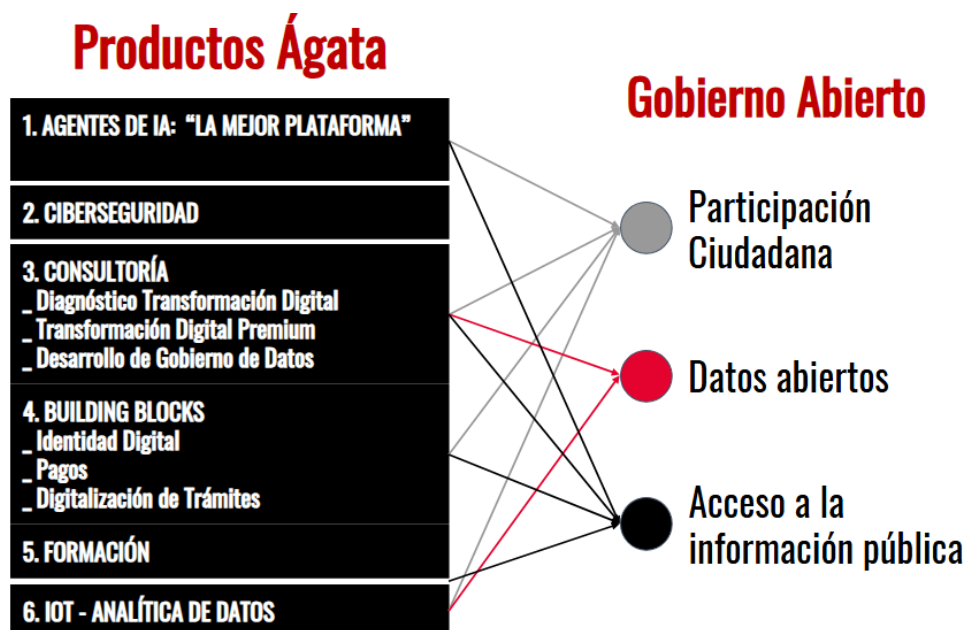 Productos Ágata
1. AGENTES DE IA: “LA MEJOR PLATAFORMA”
2. CIBERSEGURIDAD
3. CONSULTORÍA
_ Diagnóstico Transformación Digital
_ Transformación Digital Premium
_ Desarrollo de Gobierno de Datos
4. BUILDING BLOCKS
_ Identidad Digital
_ Pagos
_ Digitalización de Trámites
5. FORMACIÓN
6. IOT - ANALÍTICA DE DATOS
Gobierno Abierto
Participación
Ciudadana
Datos abiertos
Acceso a la
información pública